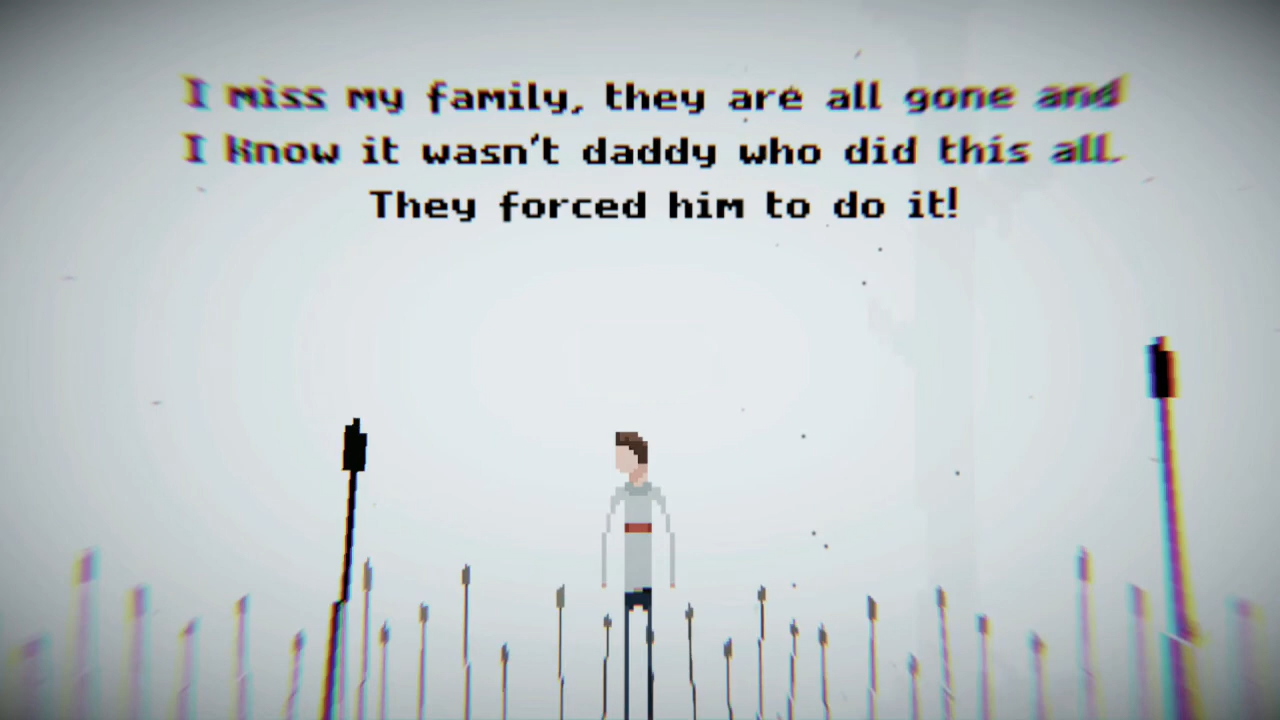 I miss my family, they are all gone and
I know it wasn't daddy who did this all.
They forced him to do it!